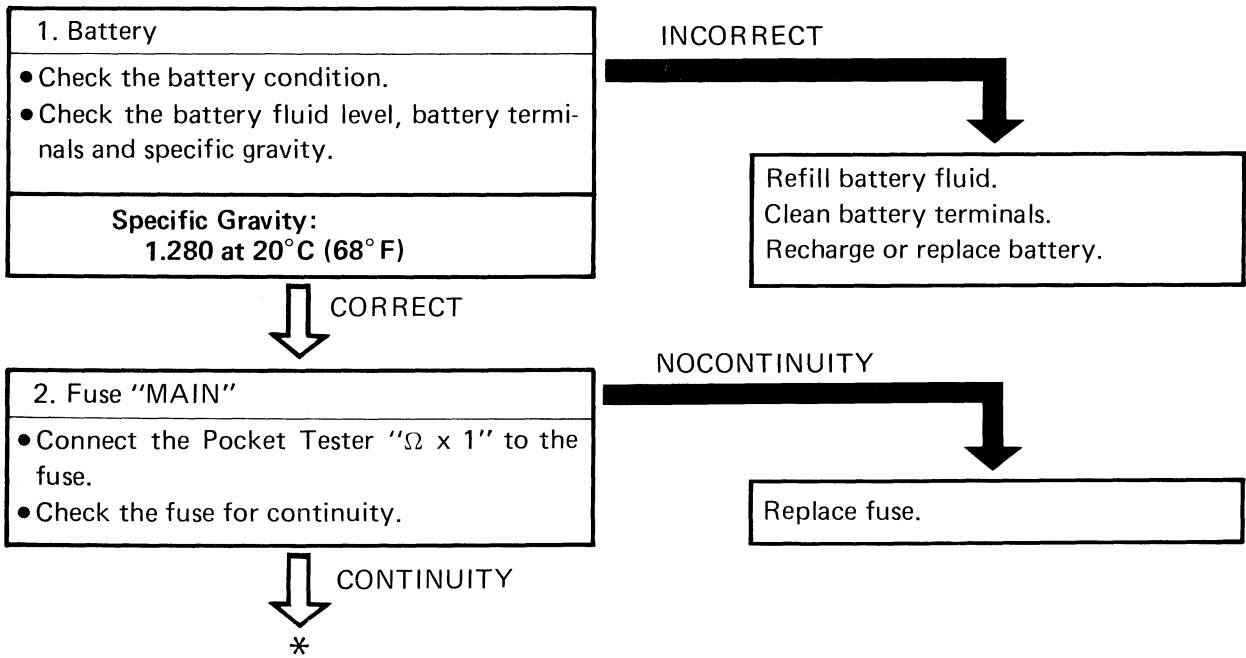 1. Battery
INCORRECT
● Check the battery condition.
● Check the battery fluid level, battery termi-
nals and specific gravity.
Specific Gravity:
1.280 at 20°C (68°F)
Refill battery fluid.
Clean battery terminals.
Recharge or replace battery.
CORRECT
2. Fuse "MAIN"
NOCONTINUITY
● Connect the Pocket Tester "Ω x 1" to the
fuse.
● Check the fuse for continuity.
Replace fuse.
CONTINUITY
*